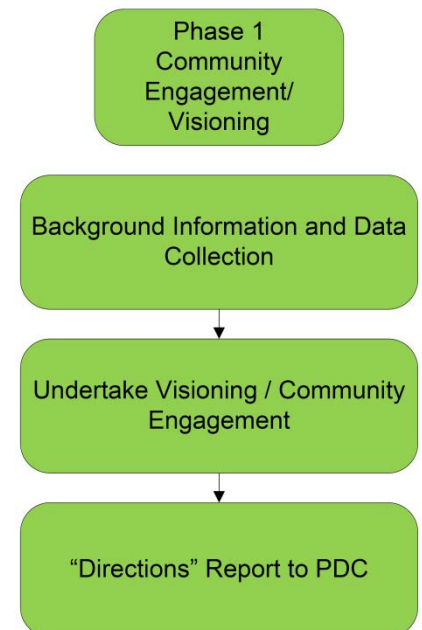 Phase 1
Community
Engagement/
Visioning
Background Information and Data
Collection
Undertake Visioning / Community
Engagement
“Directions” Report to PDC